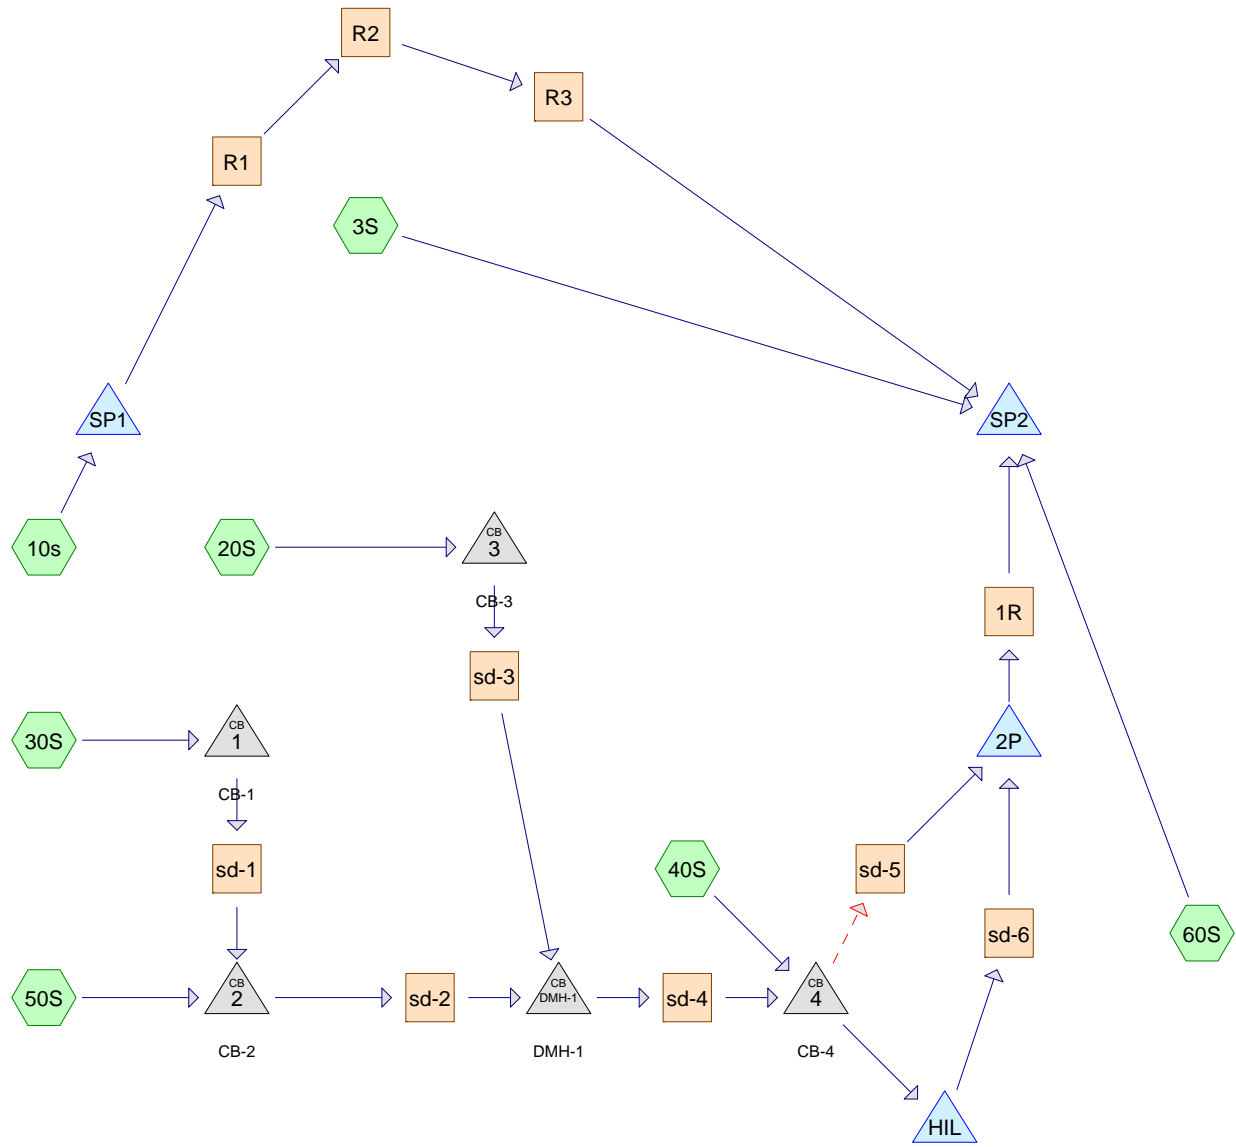 R2
R3
R1
3S
SP1
SP2
10s
20S
CB
3
CB-3
1R
sd-3
30S
CB
1
2P
CB-1
sd-1
40S
sd-5
sd-6
60S
50S
CB
2
sd-2
CB
DMH-1
sd-4
CB
4
CB-2
DMH-1
CB-4
HIL